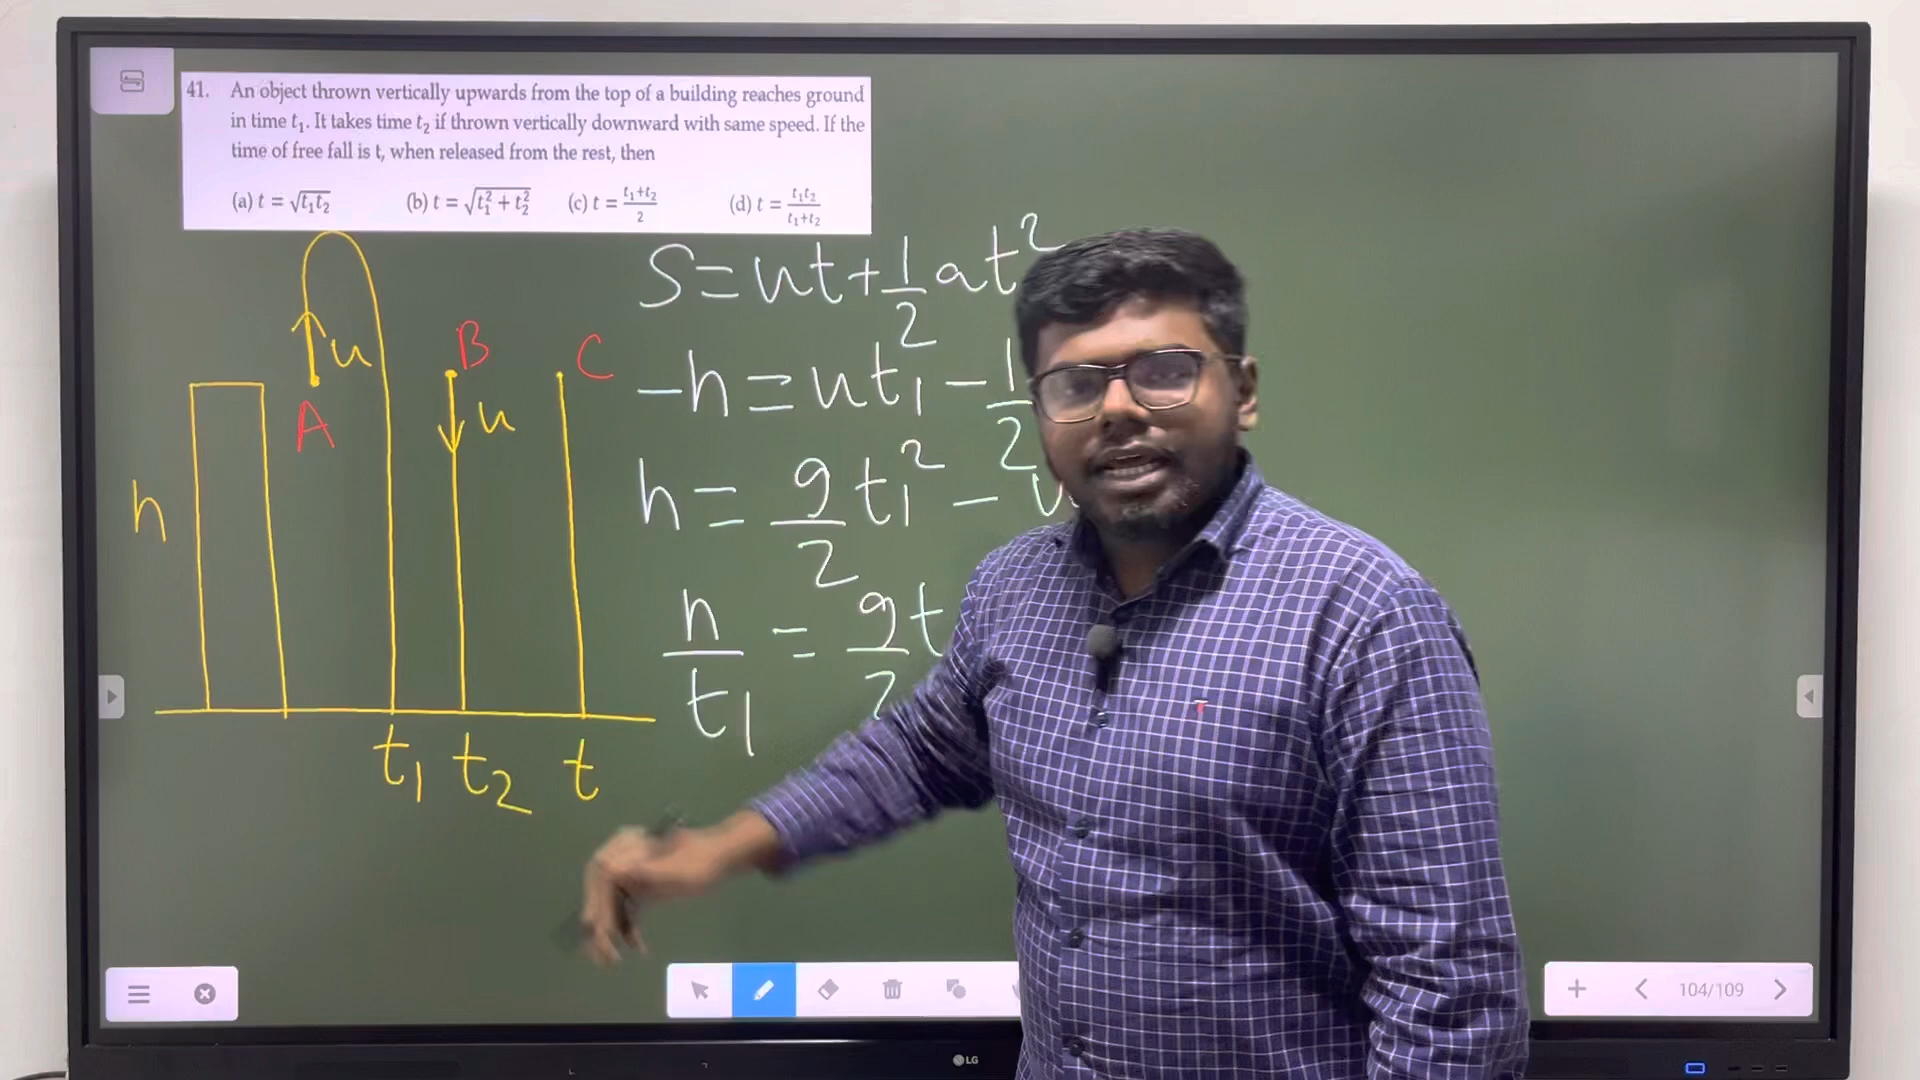 41. An object thrown vertically upwards from the top of a building reaches ground
in time t₁. It takes time t₂ if thrown vertically downward with same speed. If the
time of free fall is t, when released from the rest, then
(a) t = √(t₁t₂) (b) t = √(t₁² + t₂²) (c) t = (t₁+t₂)/2 (d) t = t₁t₂/(t₁+t₂)
S = ut + 1/2 at²
u B C
-h = ut₁ - 1/2
A u
h h = g/2 t₁² - u
h/t₁ = gt/2
t₁ t₂ t
104/109
LG